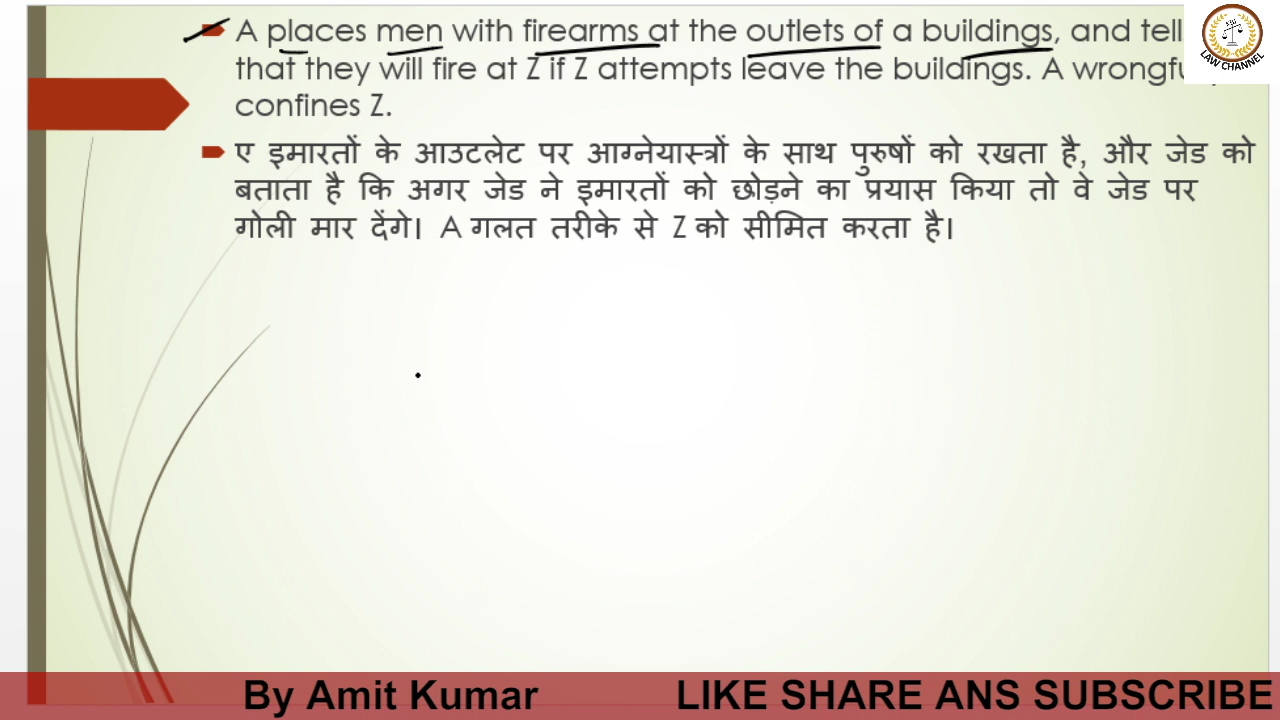 A places men with firearms at the outlets of a buildings, and tell
that they will fire at Z if Z attempts leave the buildings. A
confines Z.
ए इमारतों के आउटलेट पर आग्नेयास्त्रों के साथ पुरुषों को रखता है, और जेड को
बताता है कि अगर जेड ने इमारतों को छोड़ने का प्रयास किया तो वे जेड पर
गोली मार देंगे। A गलत तरीके से Z को सीमित करता है।
LAW CHANNEL
By Amit Kumar LIKE SHARE ANS SUBSCRIBE